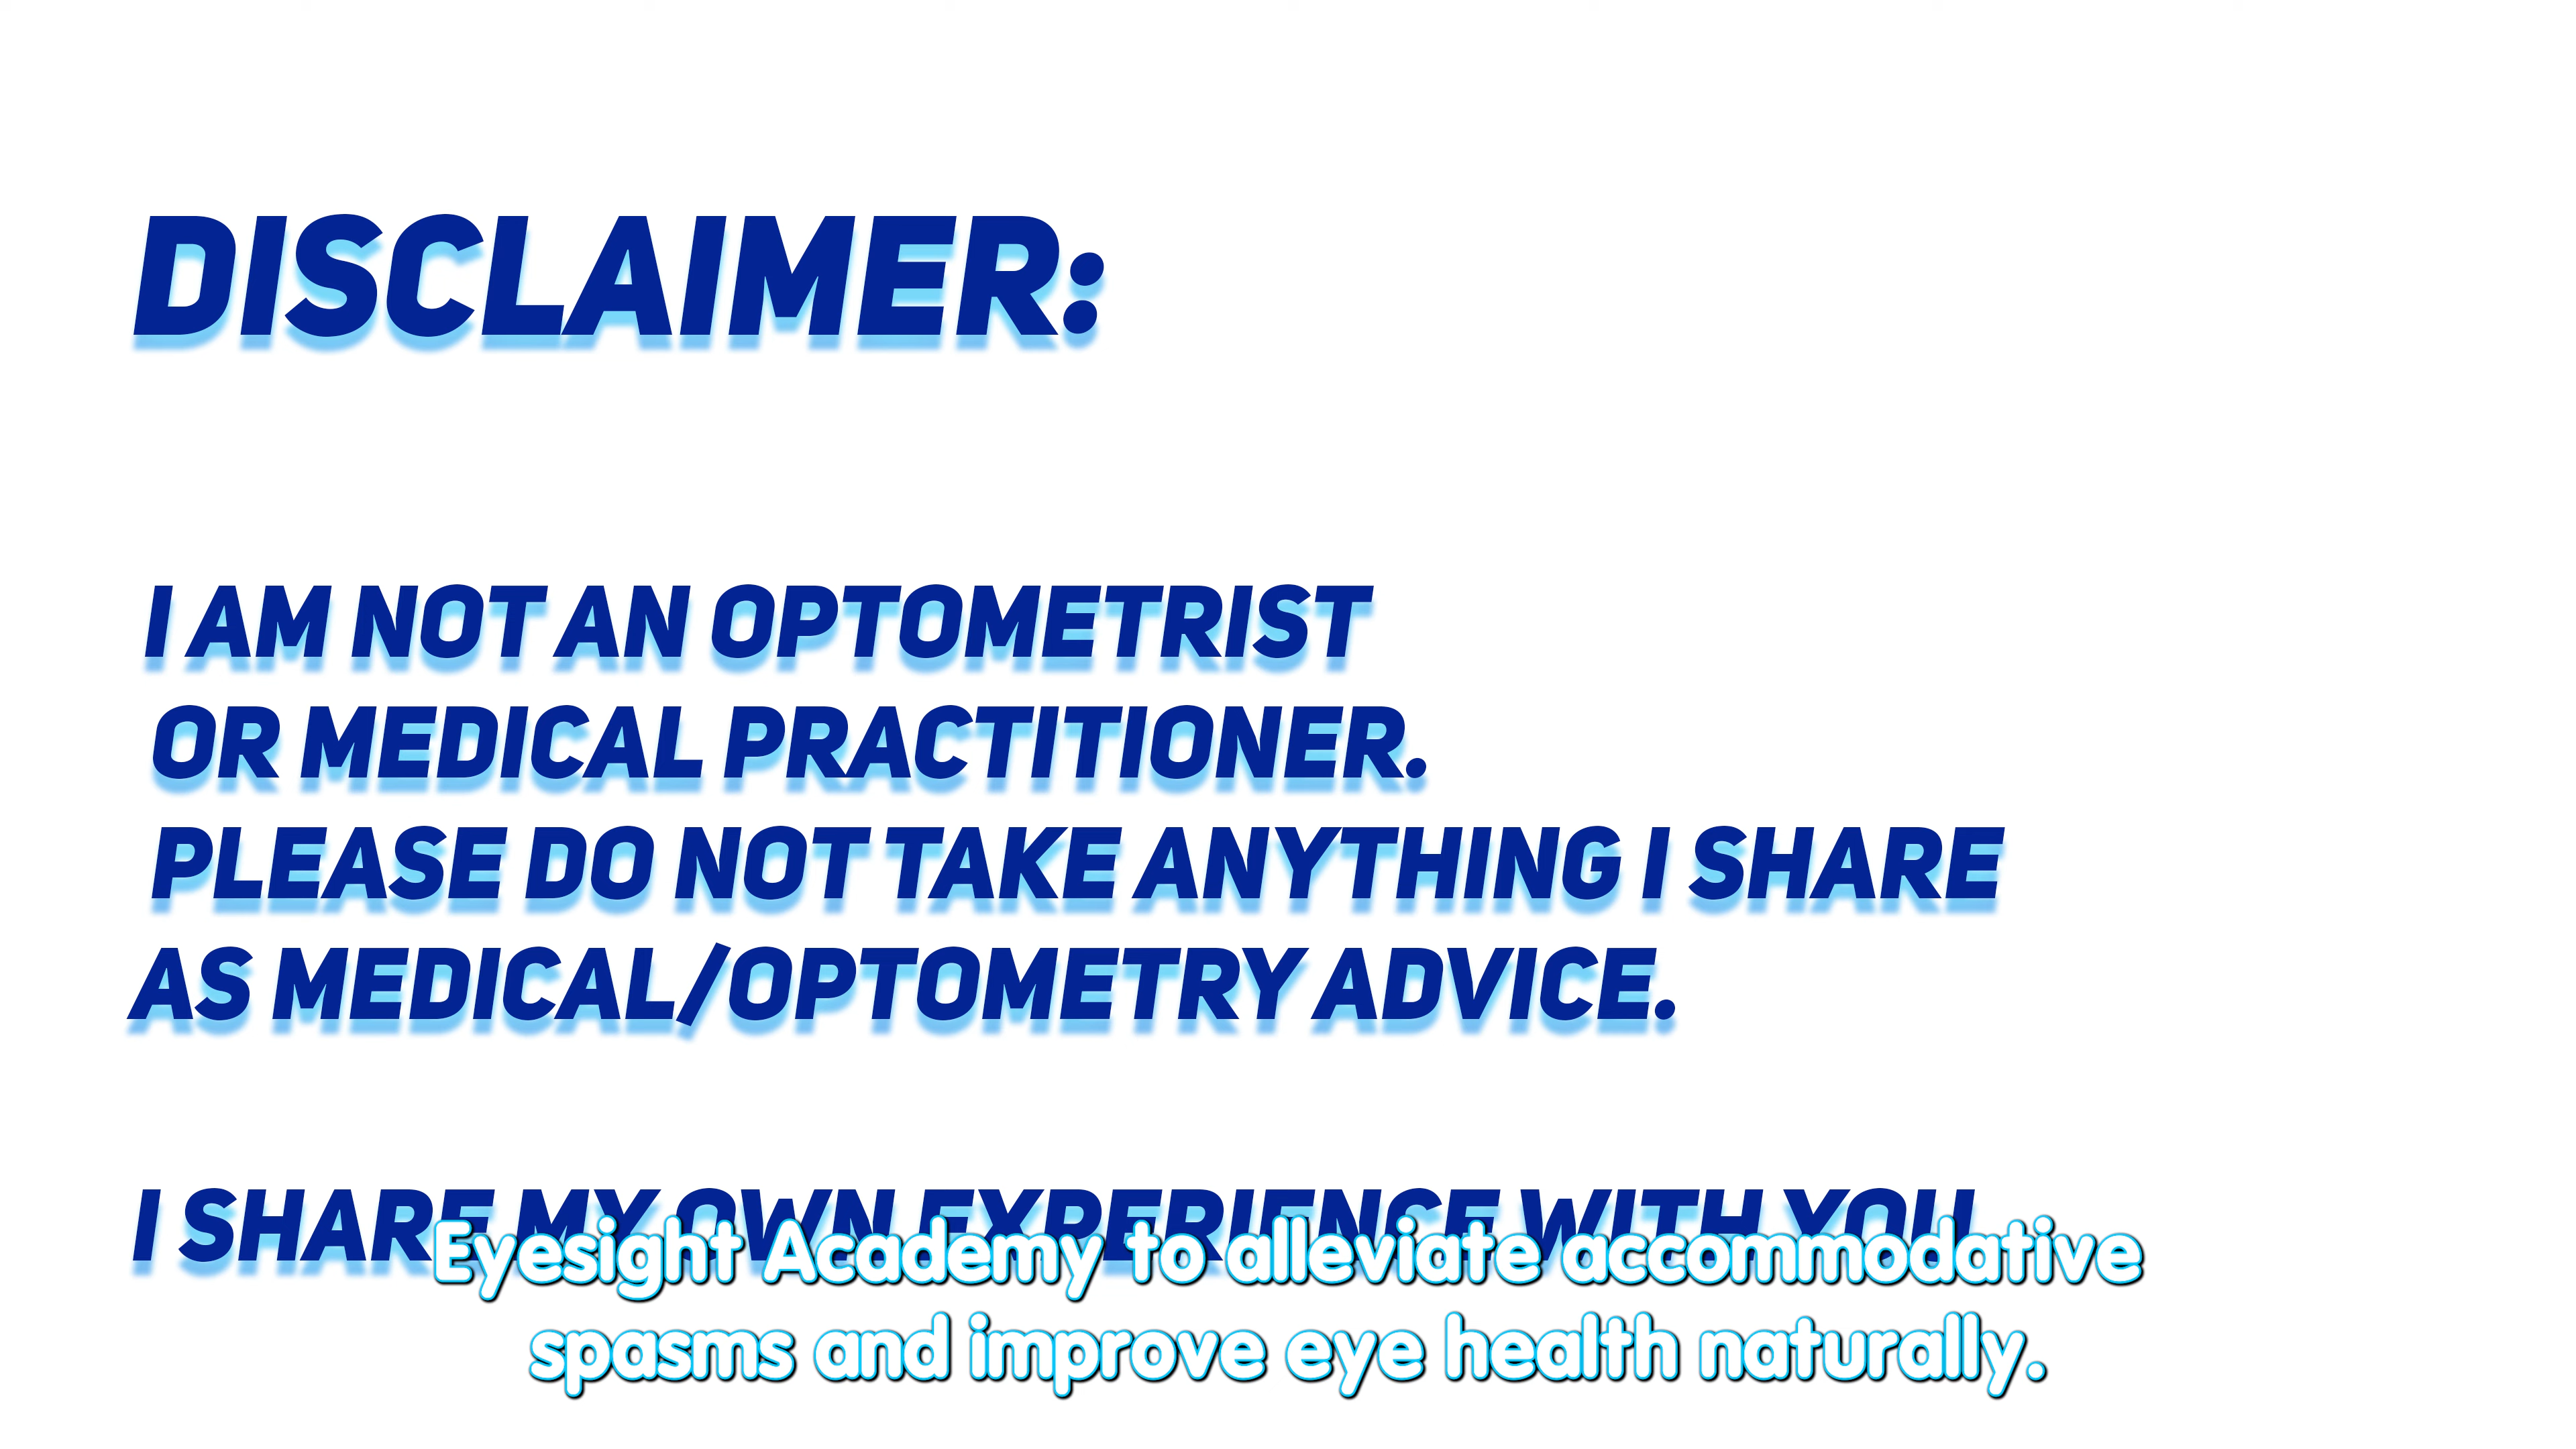 DISCLAIMER:
I AM NOT AN OPTOMETRIST
OR MEDICAL PRACTITIONER.
PLEASE DO NOT TAKE ANYTHING I SHARE
AS MEDICAL/OPTOMETRY ADVICE.
I SHARE MY OWN EXPERIENCE WITH YOU
Eyesight Academy to alleviate accommodative
spasms and improve eye health naturally.